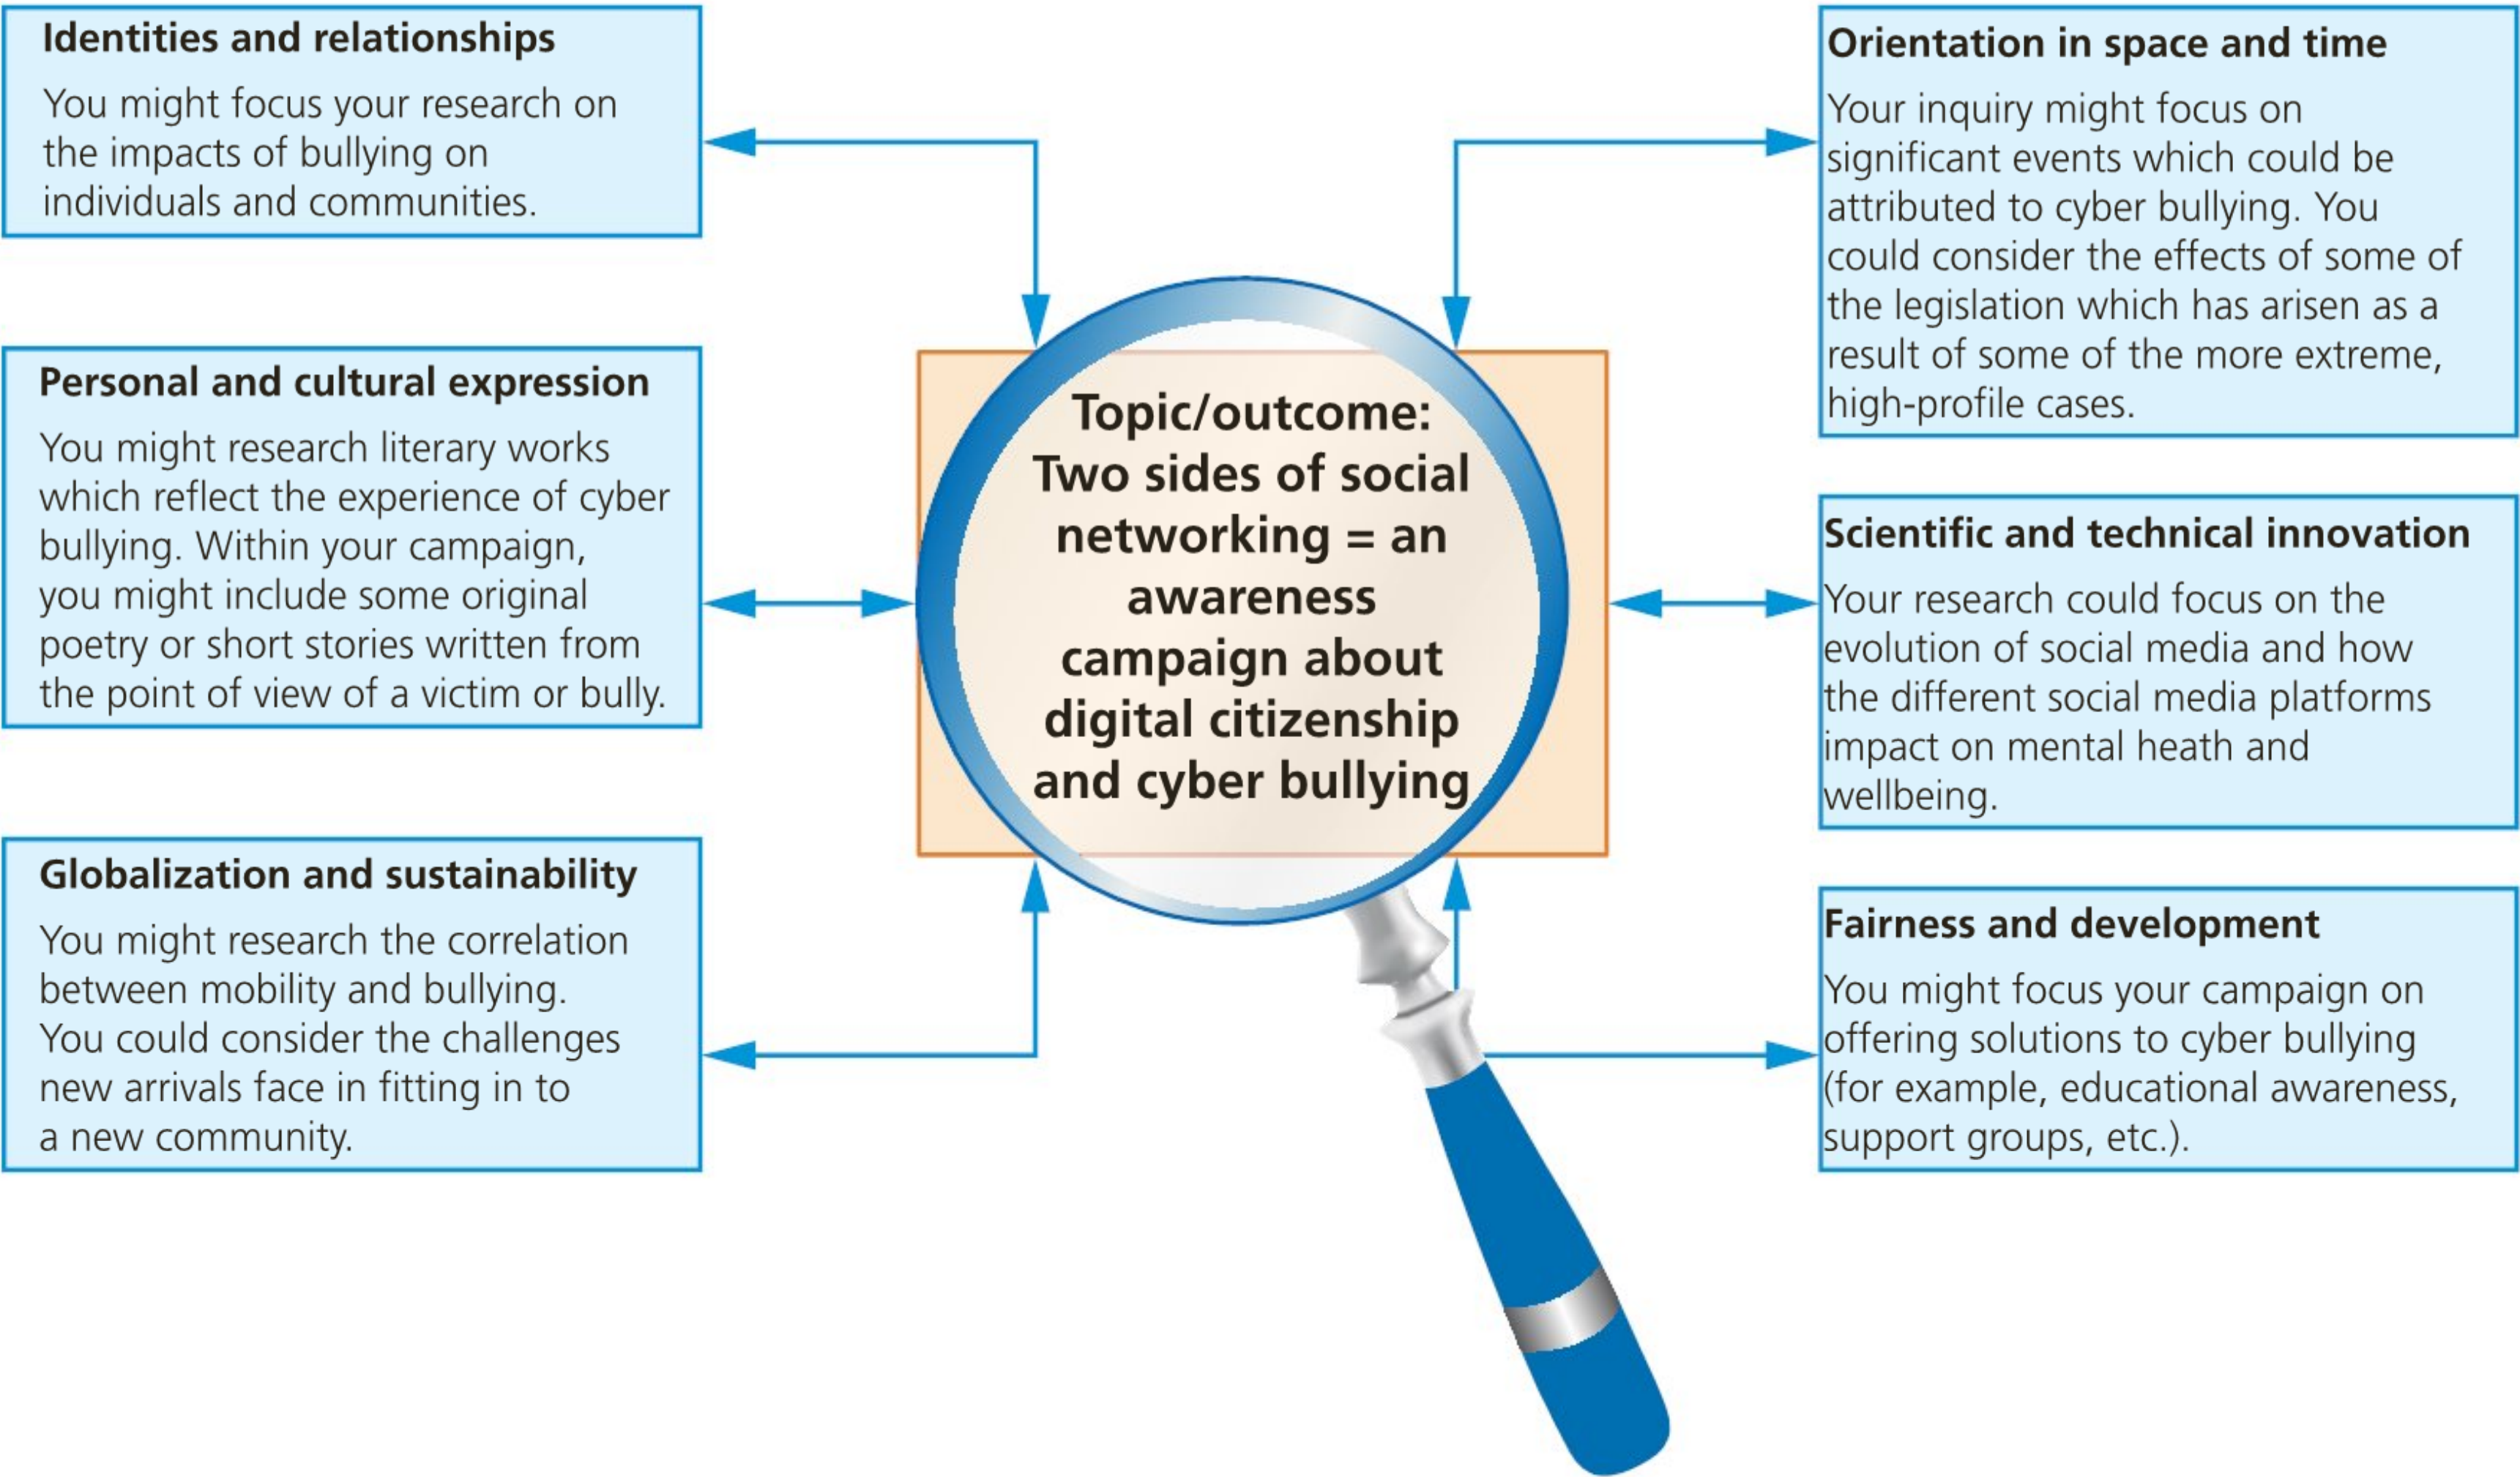 Identities and relationships
You might focus your research on
the impacts of bullying on
individuals and communities.
Personal and cultural expression
You might research literary works
which reflect the experience of cyber
bullying. Within your campaign,
you might include some original
poetry or short stories written from
the point of view of a victim or bully.
Globalization and sustainability
You might research the correlation
between mobility and bullying.
You could consider the challenges
new arrivals face in fitting in to
a new community.
Topic/outcome:
Two sides of social
networking = an
awareness
campaign about
digital citizenship
and cyber bullying
Orientation in space and time
Your inquiry might focus on
significant events which could be
attributed to cyber bullying. You
could consider the effects of some of
the legislation which has arisen as a
result of some of the more extreme,
high-profile cases.
Scientific and technical innovation
Your research could focus on the
evolution of social media and how
the different social media platforms
impact on mental heath and
wellbeing.
Fairness and development
You might focus your campaign on
offering solutions to cyber bullying
(for example, educational awareness,
support groups, etc.).